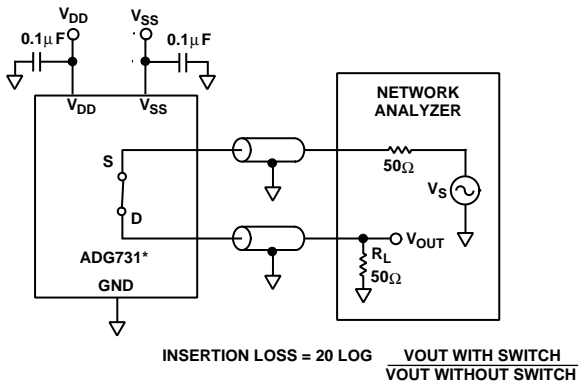 V_DD
V_SS
0.1μF
0.1μF
V_DD
V_SS
NETWORK
ANALYZER
S
50Ω
V_S
D
V_OUT
ADG731*
R_L
50Ω
GND
INSERTION LOSS = 20 LOG VOUT WITH SWITCH
VOUT WITHOUT SWITCH